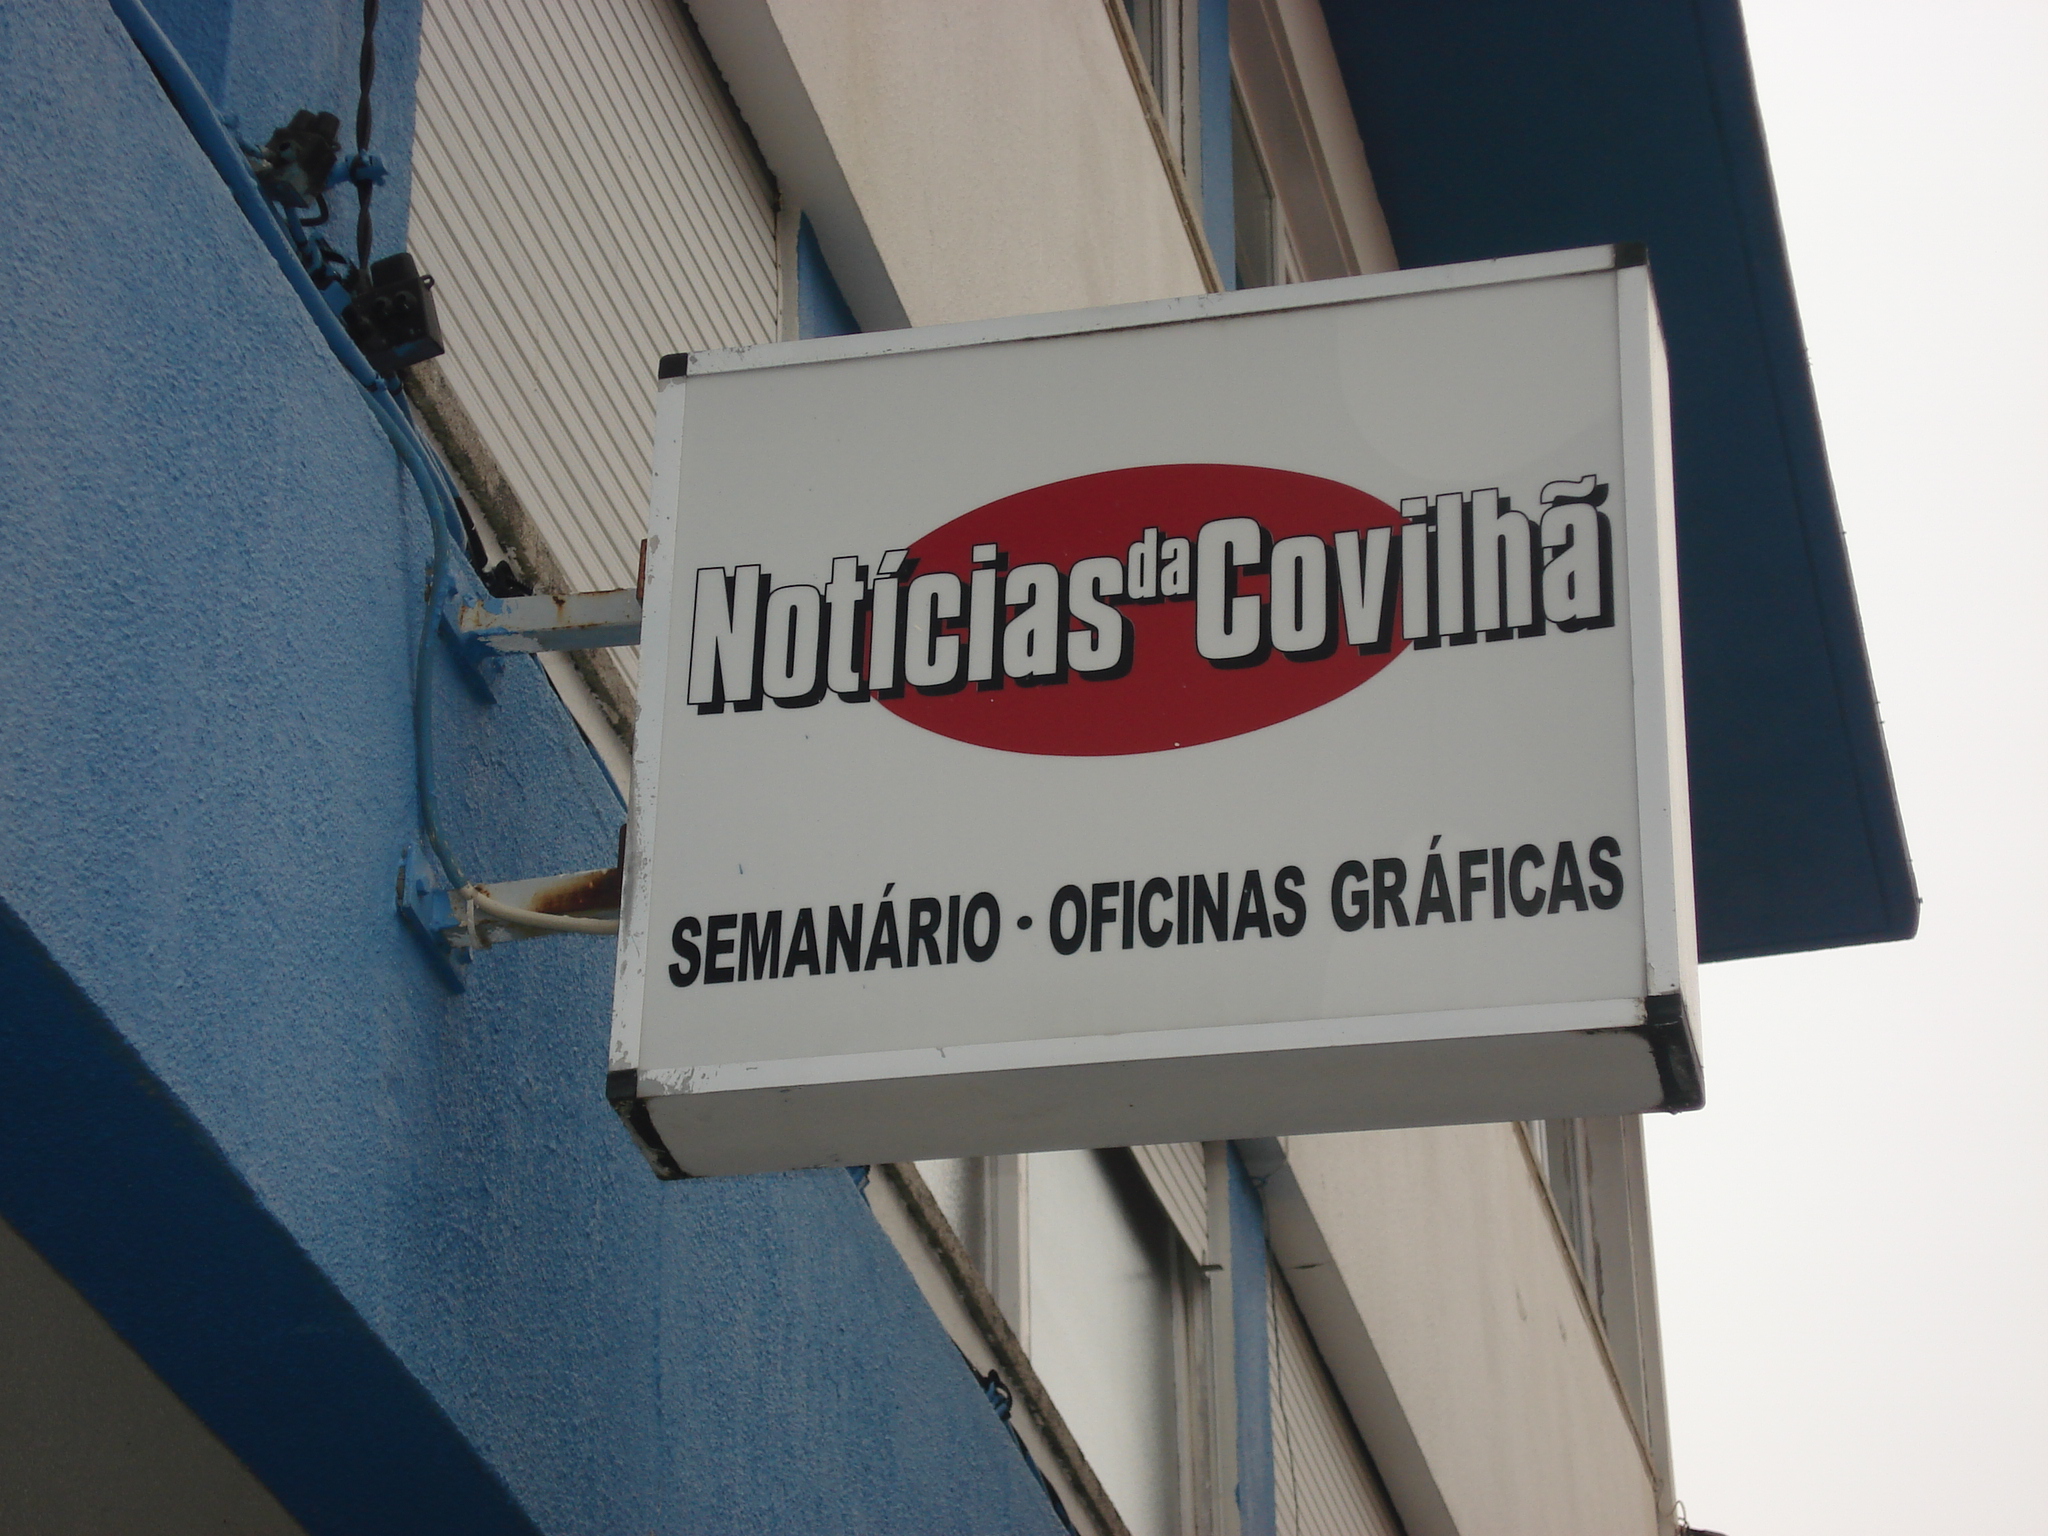 Notícias da Covilhã
SEMANÁRIO · OFICINAS GRÁFICAS